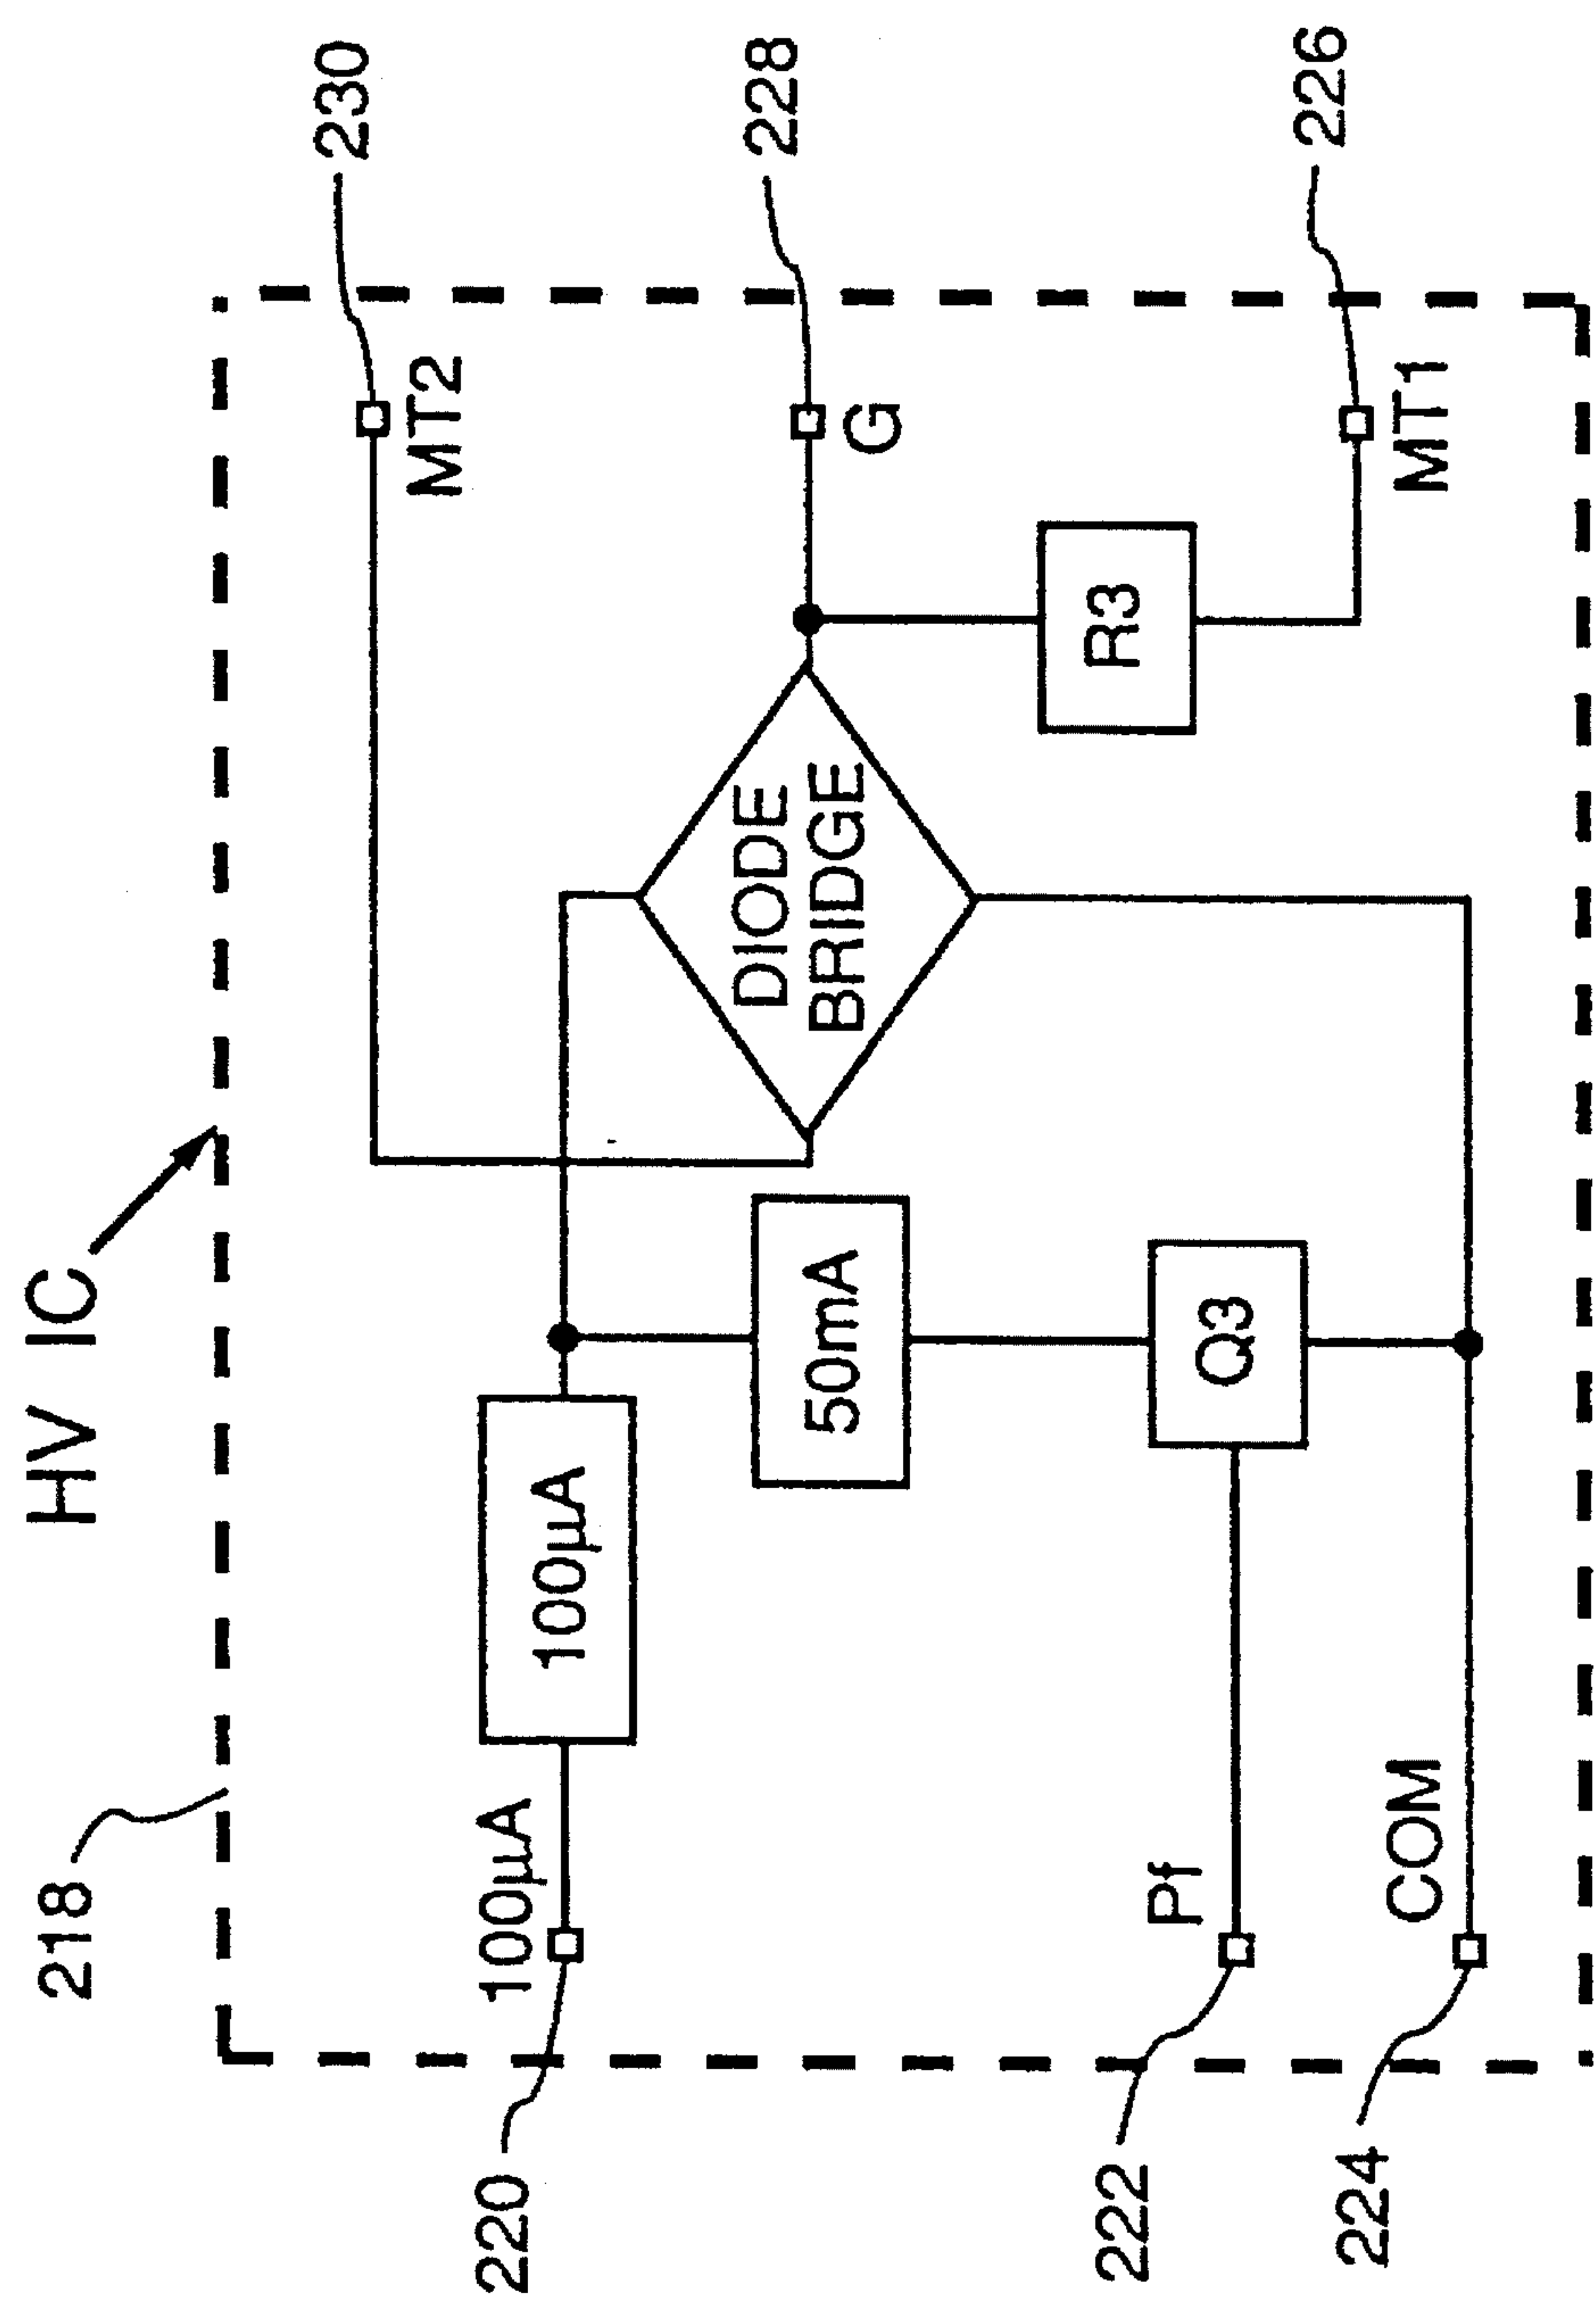 HV IC
218
230
MT2
100µA
100µA
220
DIODE
BRIDGE
228
G
50mA
R3
Pf
222
Q3
226
MT1
COM
224